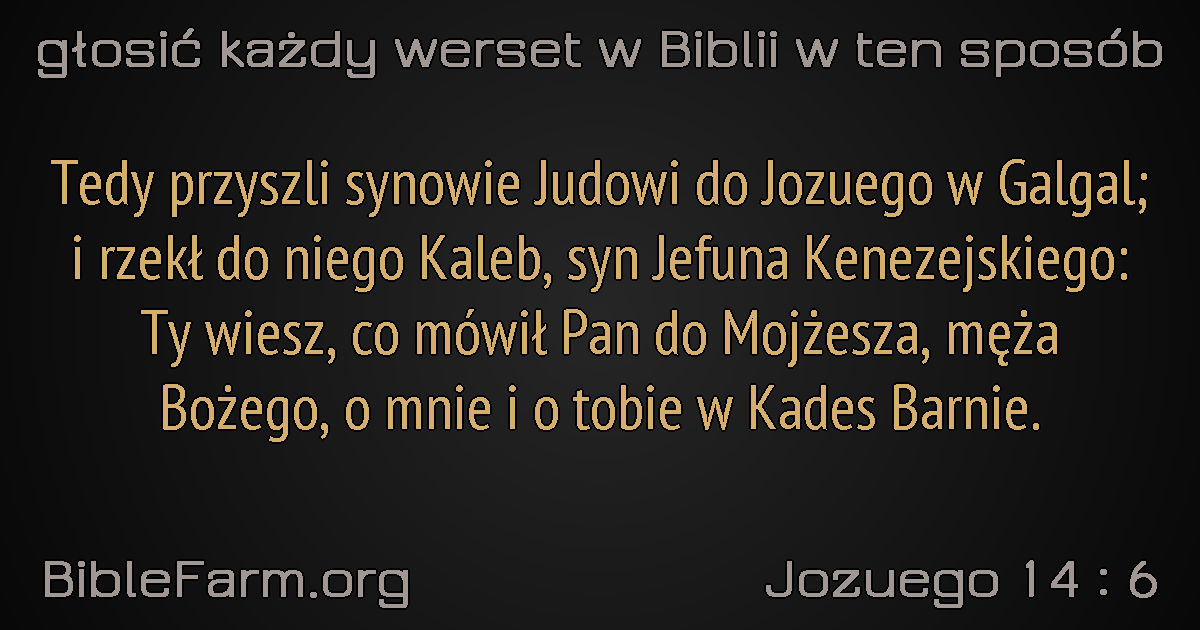 głosić każdy werset w Biblii w ten sposób
Tedy przyszli synowie Judowi do Jozuego w Galgal;
i rzekł do niego Kaleb, syn Jefuna Kenezejskiego:
Ty wiesz, co mówił Pan do Mojżesza, męża
Bożego, o mnie i o tobie w Kades Barnie.
BibleFarm.org
Jozuego 14 : 6